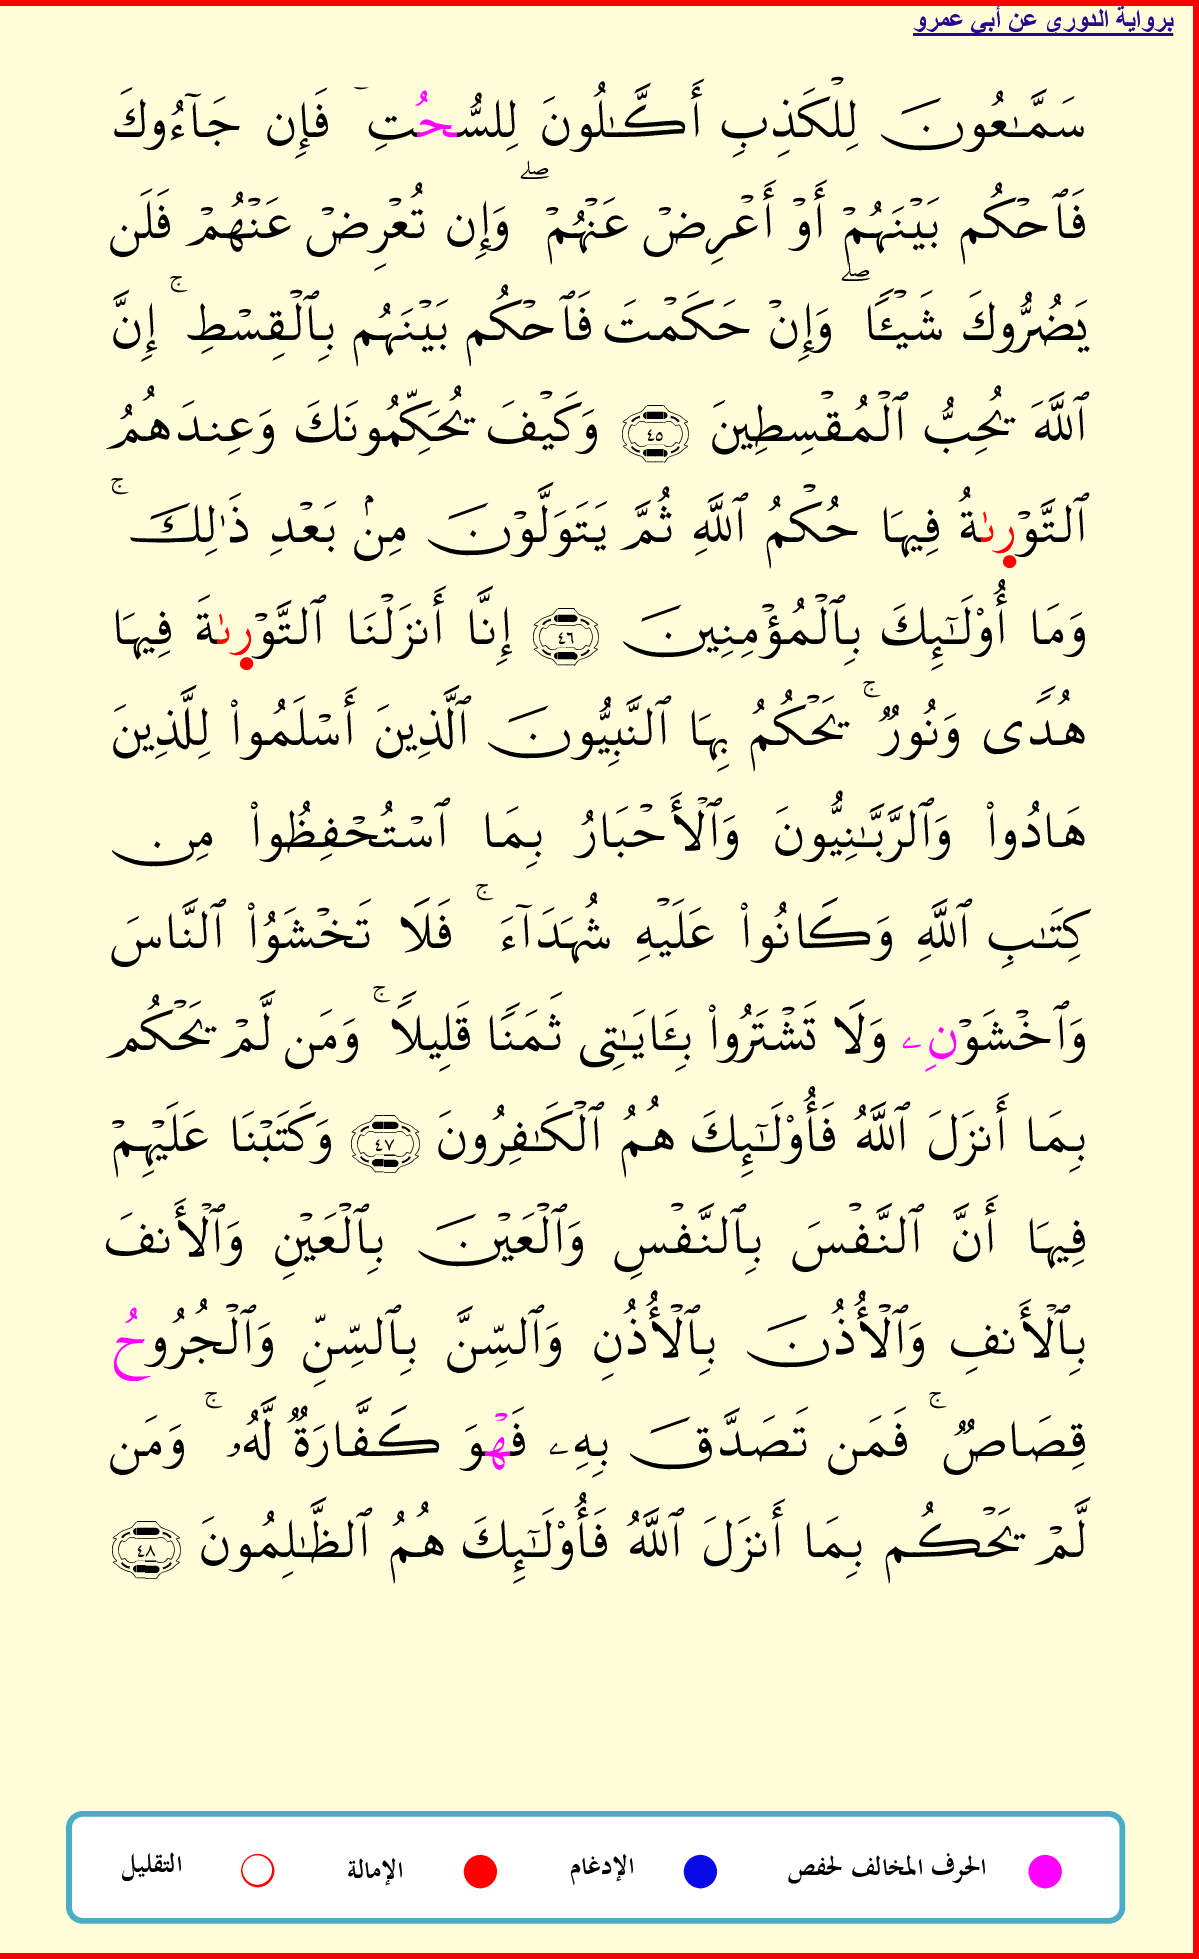 برواية الدوري عن أبي عمرو
سَمَّـٰعُونَ لِلۡكَذِبِ أَكَّـٰلُونَ لِلسُّحُتِ ۚ فَإِن جَآءُوكَ
فَٱحۡكُم بَيۡنَهُمۡ أَوۡ أَعۡرِضۡ عَنۡهُمۡ ۖ وَإِن تُعۡرِضۡ عَنۡهُمۡ فَلَن
يَضُرُّوكَ شَيۡـًٔا ۖ وَإِنۡ حَكَمۡتَ فَٱحۡكُم بَيۡنَهُم بِٱلۡقِسۡطِ ۚ إِنَّ
ٱللَّهَ يُحِبُّ ٱلۡمُقۡسِطِينَ ٤٥ وَكَيۡفَ يُحَكِّمُونَكَ وَعِندَهُمُ
ٱلتَّوۡرِىٰةُ فِيهَا حُكۡمُ ٱللَّهِ ثُمَّ يَتَوَلَّوۡنَ مِنۢ بَعۡدِ ذَٰلِكَ ۚ
وَمَا أُوْلَـٰٓئِكَ بِٱلۡمُؤۡمِنِينَ ٤٦ إِنَّا أَنزَلۡنَا ٱلتَّوۡرِىٰةَ فِيهَا
هُدًى وَنُورٌ ۚ يَحۡكُمُ بِهَا ٱلنَّبِيُّونَ ٱلَّذِينَ أَسۡلَمُواْ لِلَّذِينَ
هَادُواْ وَٱلرَّبَّـٰنِيُّونَ وَٱلۡأَحۡبَارُ بِمَا ٱسۡتُحۡفِظُواْ مِن
كِتَـٰبِ ٱللَّهِ وَكَانُواْ عَلَيۡهِ شُهَدَآءَ ۚ فَلَا تَخۡشَوُاْ ٱلنَّاسَ
وَٱخۡشَوۡنِۦ وَلَا تَشۡتَرُواْ بِـَٔايَـٰتِى ثَمَنًا قَلِيلًا ۚ وَمَن لَّمۡ يَحۡكُم
بِمَا أَنزَلَ ٱللَّهُ فَأُوْلَـٰٓئِكَ هُمُ ٱلۡكَـٰفِرُونَ ٤٧ وَكَتَبۡنَا عَلَيۡهِمۡ
فِيهَا أَنَّ ٱلنَّفۡسَ بِٱلنَّفۡسِ وَٱلۡعَيۡنَ بِٱلۡعَيۡنِ وَٱلۡأَنفَ
بِٱلۡأَنفِ وَٱلۡأُذُنَ بِٱلۡأُذُنِ وَٱلسِّنَّ بِٱلسِّنِّ وَٱلۡجُرُوحُ
قِصَاصٌ ۚ فَمَن تَصَدَّقَ بِهِۦ فَهۡوَ كَفَّارَةٌ لَّهُۥ ۚ وَمَن
لَّمۡ يَحۡكُم بِمَا أَنزَلَ ٱللَّهُ فَأُوْلَـٰٓئِكَ هُمُ ٱلظَّـٰلِمُونَ ٤٨
الحرف المخالف لحفص الإدغام الإمالة التقليل